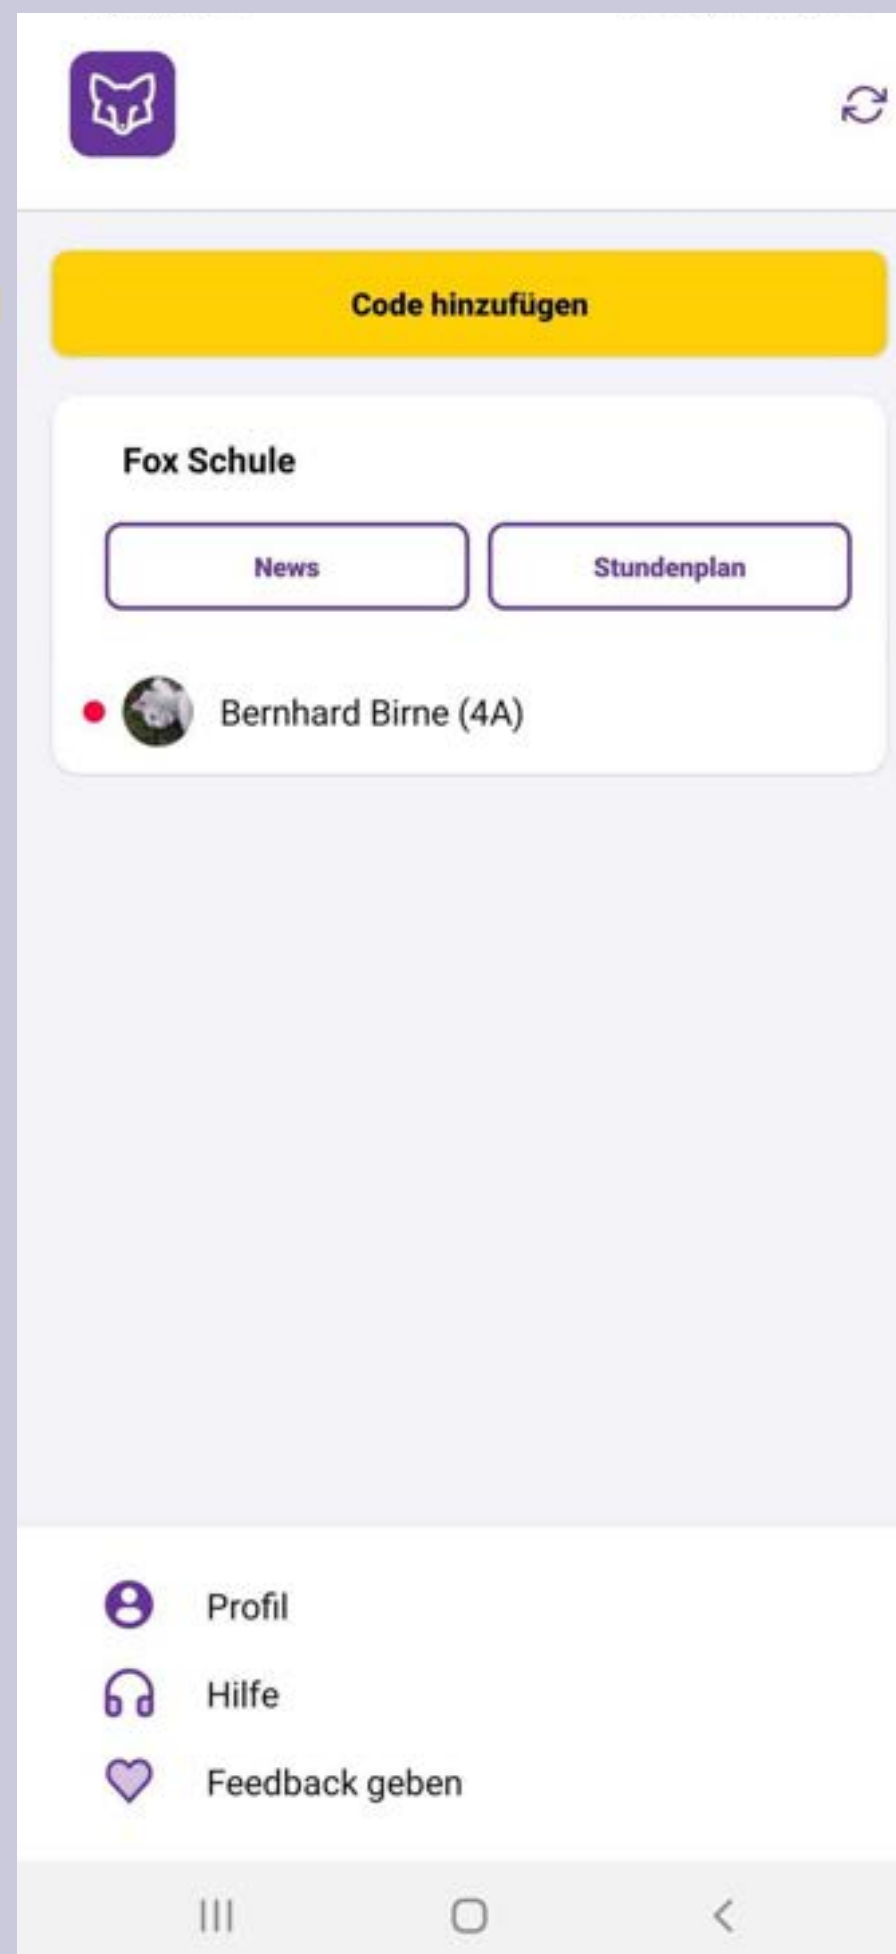 Code hinzufügen
Fox Schule
News
Stundenplan
Bernhard Birne (4A)
Profil
Hilfe
Feedback geben